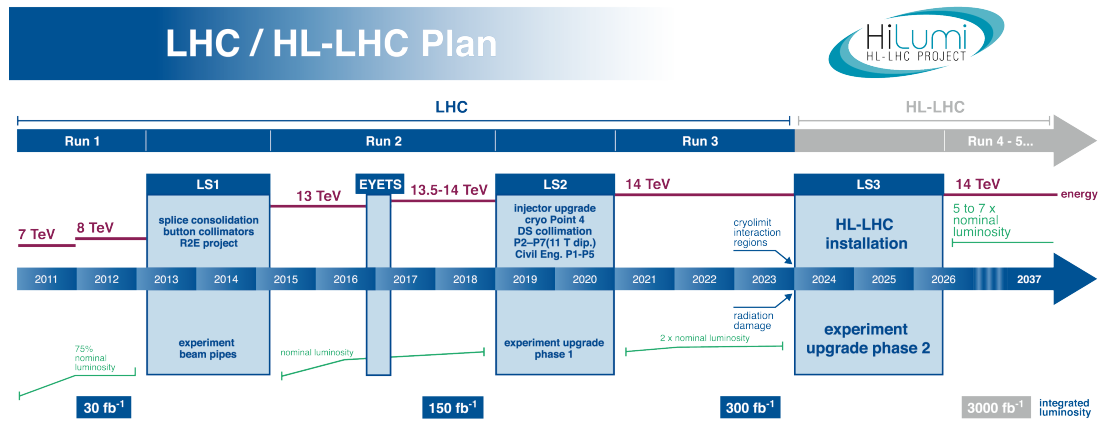 LHC / HL-LHC Plan
HiLumi
HL-LHC PROJECT
LHC
HL-LHC
Run 1
Run 2
Run 3
Run 4 - 5...
LS1
EYETS
LS2
LS3
7 TeV
8 TeV
13 TeV
13.5-14 TeV
14 TeV
14 TeV
energy
splice consolidation
button collimators
R2E project
injector upgrade
cryo Point 4
DS collimation
P2–P7(11 T dip.)
Civil Eng. P1-P5
cryolimit
interaction
regions
HL-LHC
installation
5 to 7 x
nominal
luminosity
2011
2012
2013
2014
2015
2016
2017
2018
2019
2020
2021
2022
2023
2024
2025
2026
2037
75%
nominal
luminosity
experiment
beam pipes
nominal luminosity
experiment upgrade
phase 1
2 x nominal luminosity
radiation
damage
experiment
upgrade phase 2
30 fb⁻¹
150 fb⁻¹
300 fb⁻¹
3000 fb⁻¹
integrated
luminosity